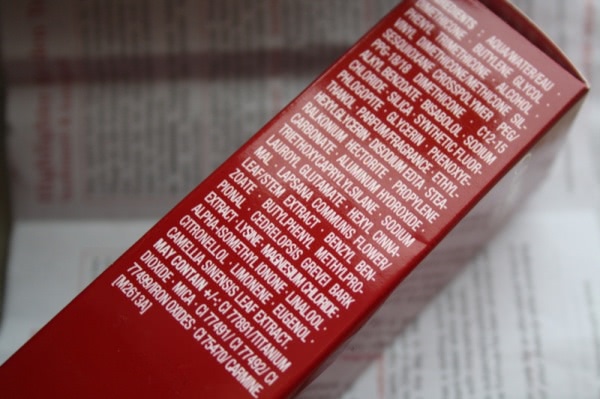 INGREDIENTS : AQUA/WATER/EAU
DIMETHICONE · BUTYLENE GLYCOL ·
PHENYL TRIMETHICONE · ALCOHOL ·
VINYL DIMETHICONE/METHICONE SIL-
SESQUIOXANE CROSSPOLYMER · PEG/
PPG-18/18 DIMETHICONE · C12-15
ALKYL BENZOATE · BISABOLOL · SODIUM
CHLORIDE · SILICA · SYNTHETIC FLUOR-
PHLOGOPITE · GLYCERIN · PHENOXYE-
THANOL · PARFUM/FRAGRANCE · ETHYL-
HEXYLGLYCERIN · DISODIUM EDTA · STEA-
RALKONIUM HECTORITE · PROPYLENE
CARBONATE · ALUMINUM HYDROXIDE ·
TRIETHOXYCAPRYLYLSILANE · SODIUM
LAUROYL GLUTAMATE · HEXYL CINNA-
MAL · LAPSANA COMMUNIS FLOWER/
LEAF/STEM EXTRACT · BENZYL BEN-
ZOATE · BUTYLPHENYL METHYLPRO-
PIONAL · CEDRELOPSIS GREVEI BARK
EXTRACT · LYSINE · MAGNESIUM CHLORIDE ·
ALPHA-ISOMETHYL IONONE · LINALOOL ·
CITRONELLOL · LIMONENE · EUGENOL ·
CAMELLIA SINENSIS LEAF EXTRACT.
MAY CONTAIN +/-: CI 77891/TITANIUM
DIOXIDE · MICA · CI 77491/ CI 77492/ CI
77499/IRON OXIDES · CI 75470/ CARMINE
[M2613A]